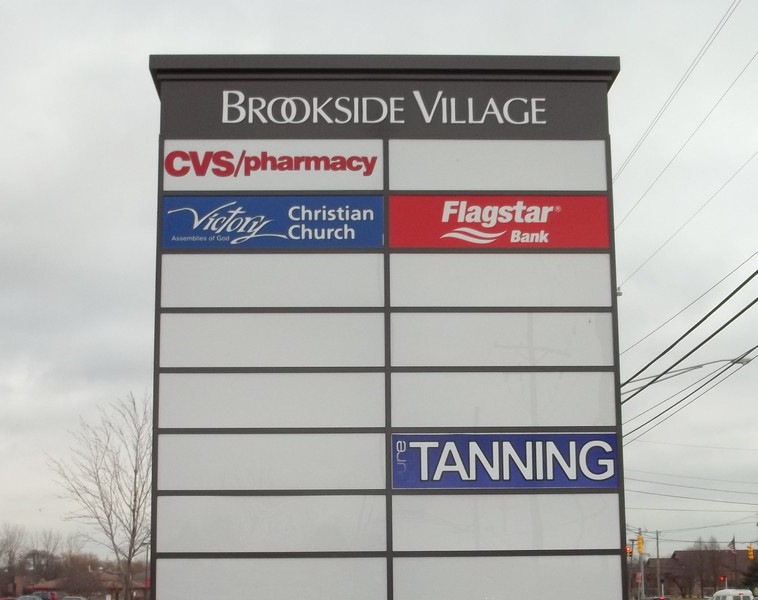 BROOKSIDE VILLAGE
CVS/pharmacy
Victory Christian Church
Assemblies of God
Flagstar®
Bank
TANNING